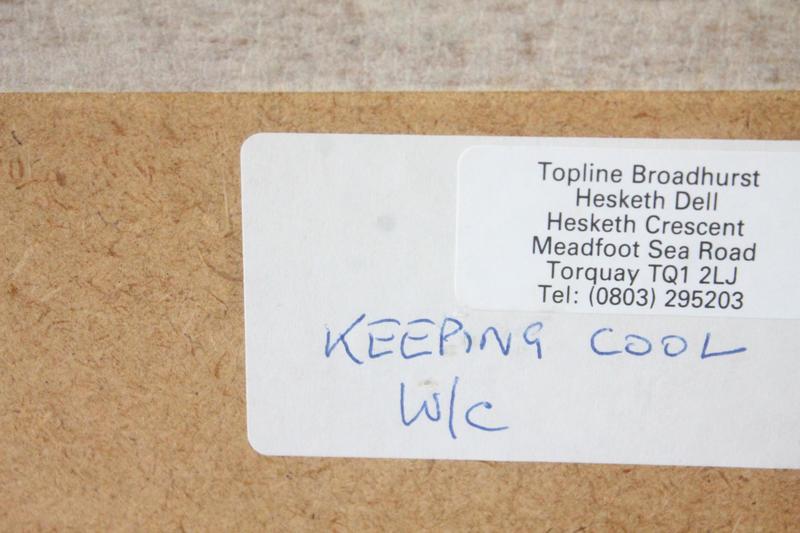 Topline Broadhurst
Hesketh Dell
Hesketh Crescent
Meadfoot Sea Road
Torquay TQ1 2LJ
Tel: (0803) 295203
KEEPING COOL
W/C